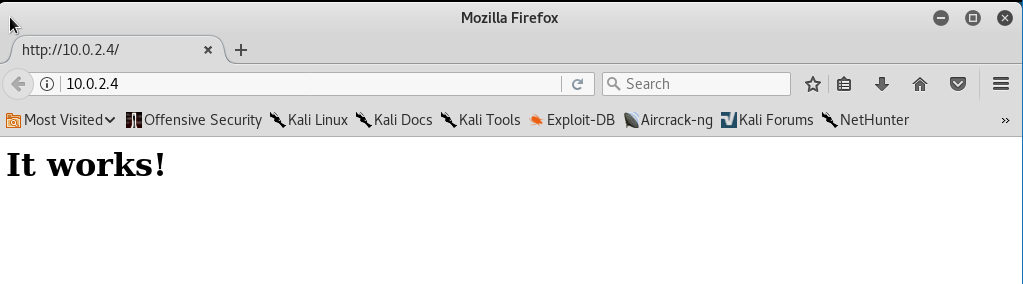 Mozilla Firefox
http://10.0.2.4/
10.0.2.4 Search
Most Visited Offensive Security Kali Linux Kali Docs Kali Tools Exploit-DB Aircrack-ng Kali Forums NetHunter »
It works!